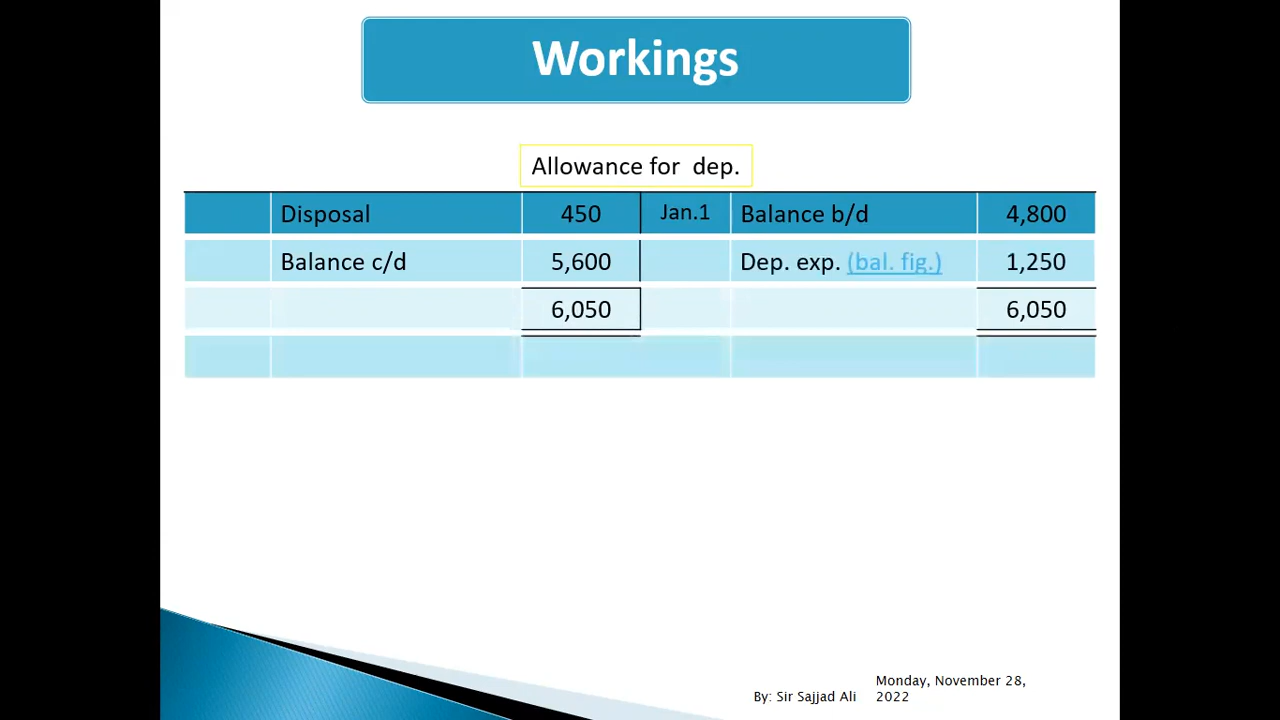 Workings
Allowance for dep.
Disposal 450 Jan.1 Balance b/d 4,800
Balance c/d 5,600 Dep. exp. (bal. fig.) 1,250
6,050 6,050
Monday, November 28,
By: Sir Sajjad Ali 2022